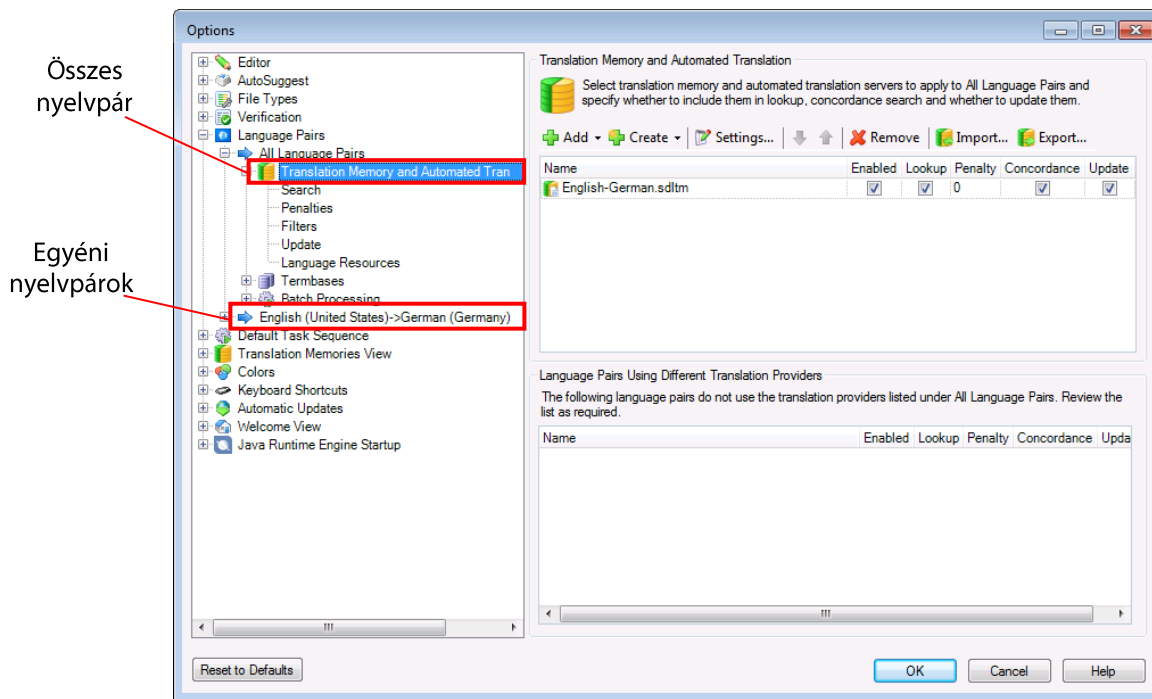 Összes
nyelvpár
Egyéni
nyelvpárok
Options
Editor
AutoSuggest
File Types
Verification
Language Pairs
All Language Pairs
Translation Memory and Automated Tran
Search
Penalties
Filters
Update
Language Resources
Termbases
Batch Processing
English (United States)->German (Germany)
Default Task Sequence
Translation Memories View
Colors
Keyboard Shortcuts
Automatic Updates
Welcome View
Java Runtime Engine Startup
Translation Memory and Automated Translation
Select translation memory and automated translation servers to apply to All Language Pairs and
specify whether to include them in lookup, concordance search and whether to update them.
Add Create Settings... Remove Import... Export...
Name Enabled Lookup Penalty Concordance Update
English-German.sdltm 0
Language Pairs Using Different Translation Providers
The following language pairs do not use the translation providers listed under All Language Pairs. Review the
list as required.
Name Enabled Lookup Penalty Concordance Upda
Reset to Defaults OK Cancel Help